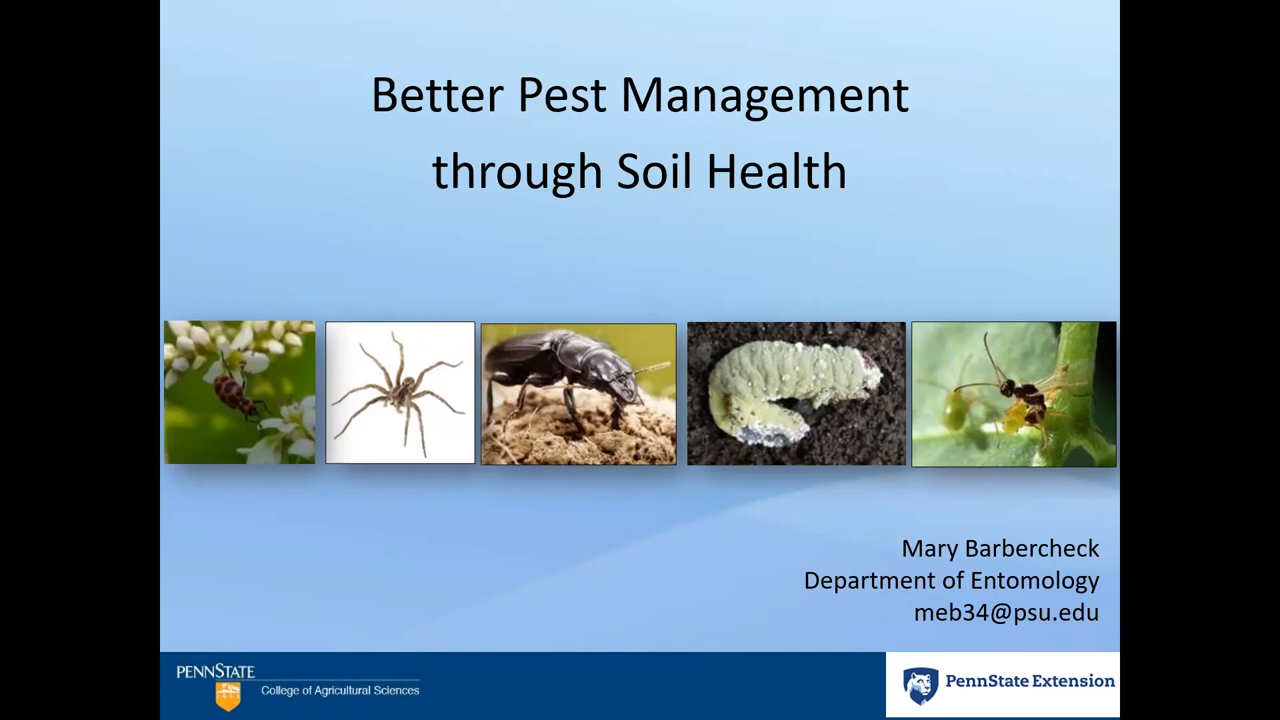 Better Pest Management
through Soil Health
Mary Barbercheck
Department of Entomology
meb34@psu.edu
PENNSTATE
1855
College of Agricultural Sciences
PennState Extension